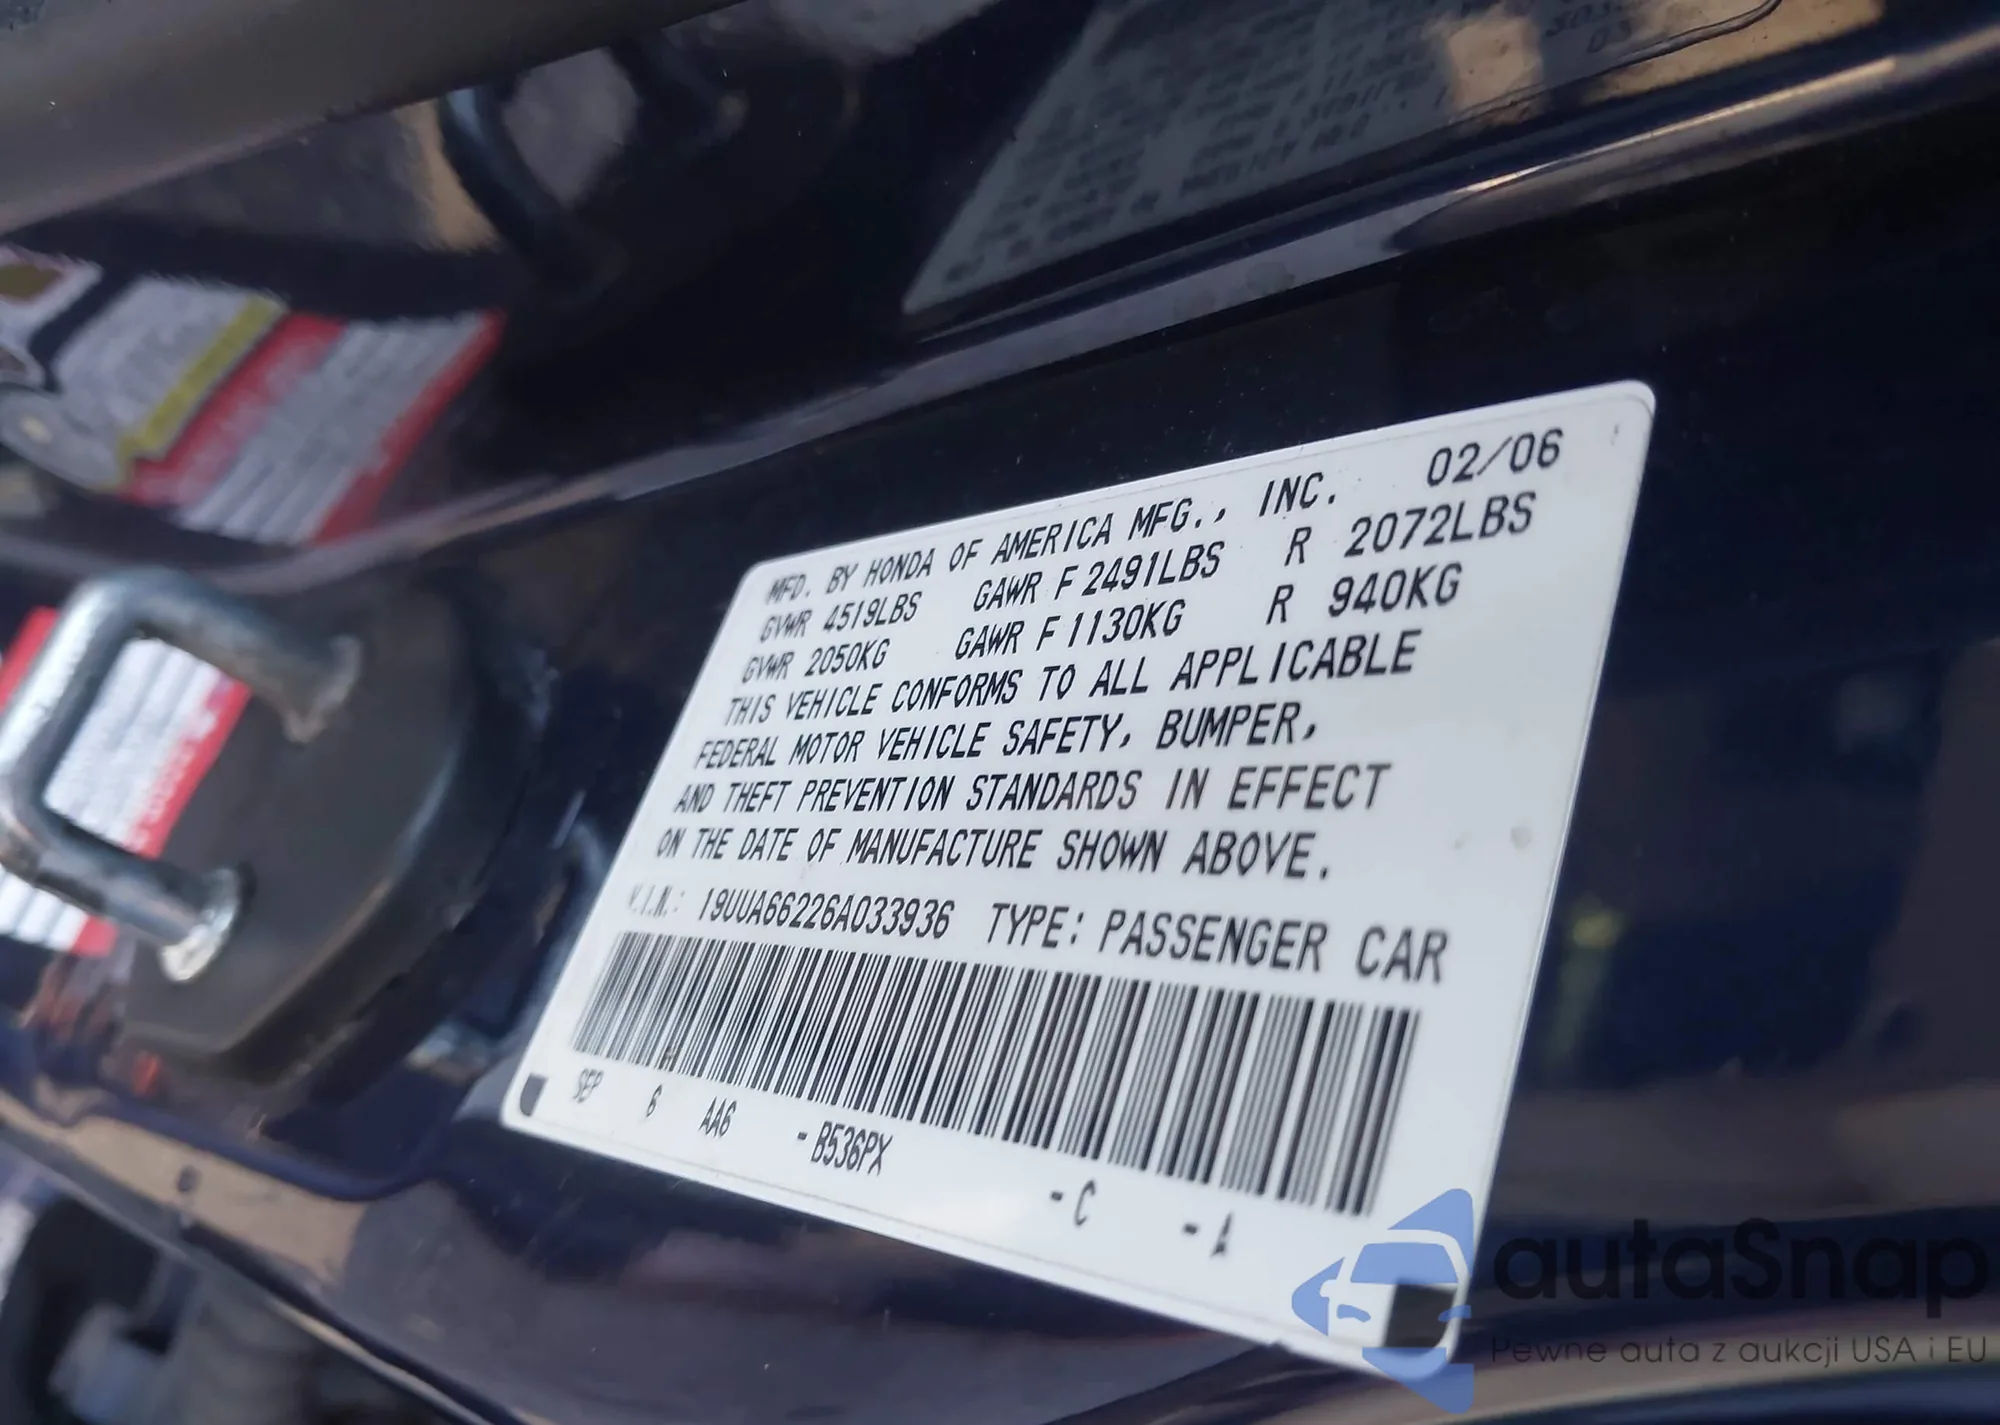 MFD. BY HONDA OF AMERICA MFG., INC. 02/06
GVWR 4519LBS GAWR F 2491LBS R 2072LBS
GVWR 2050KG GAWR F 1130KG R 940KG
THIS VEHICLE CONFORMS TO ALL APPLICABLE
FEDERAL MOTOR VEHICLE SAFETY, BUMPER,
AND THEFT PREVENTION STANDARDS IN EFFECT
ON THE DATE OF MANUFACTURE SHOWN ABOVE.
V.I.N.: 19UUA66226A033936 TYPE: PASSENGER CAR
SEP 6 AA6 -B536PX -C -A
autaSnap
Pewne auta z aukcji USA i EU